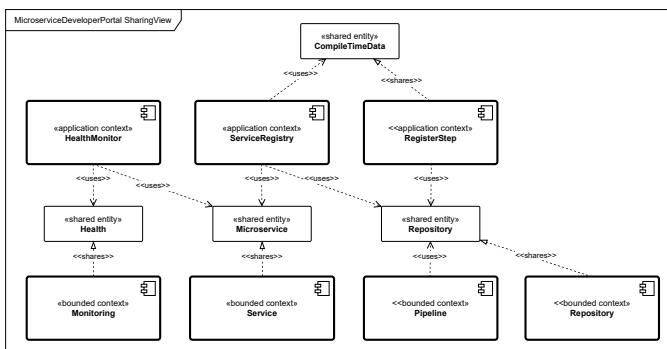 MicroserviceDeveloperPortal SharingView
«shared entity»
CompileTimeData
<<uses>>
<<shares>>
«application context»
HealthMonitor
«application context»
ServiceRegistry
<<application context»
RegisterStep
<<uses>>
<<uses>>
<<uses>>
<<uses>>
<<uses>>
«shared entity»
Health
«shared entity»
Microservice
«shared entity»
Repository
<<shares>>
<<shares>>
<<uses>>
<<shares>>
«bounded context»
Monitoring
«bounded context»
Service
<<bounded context»
Pipeline
<<bounded context»
Repository